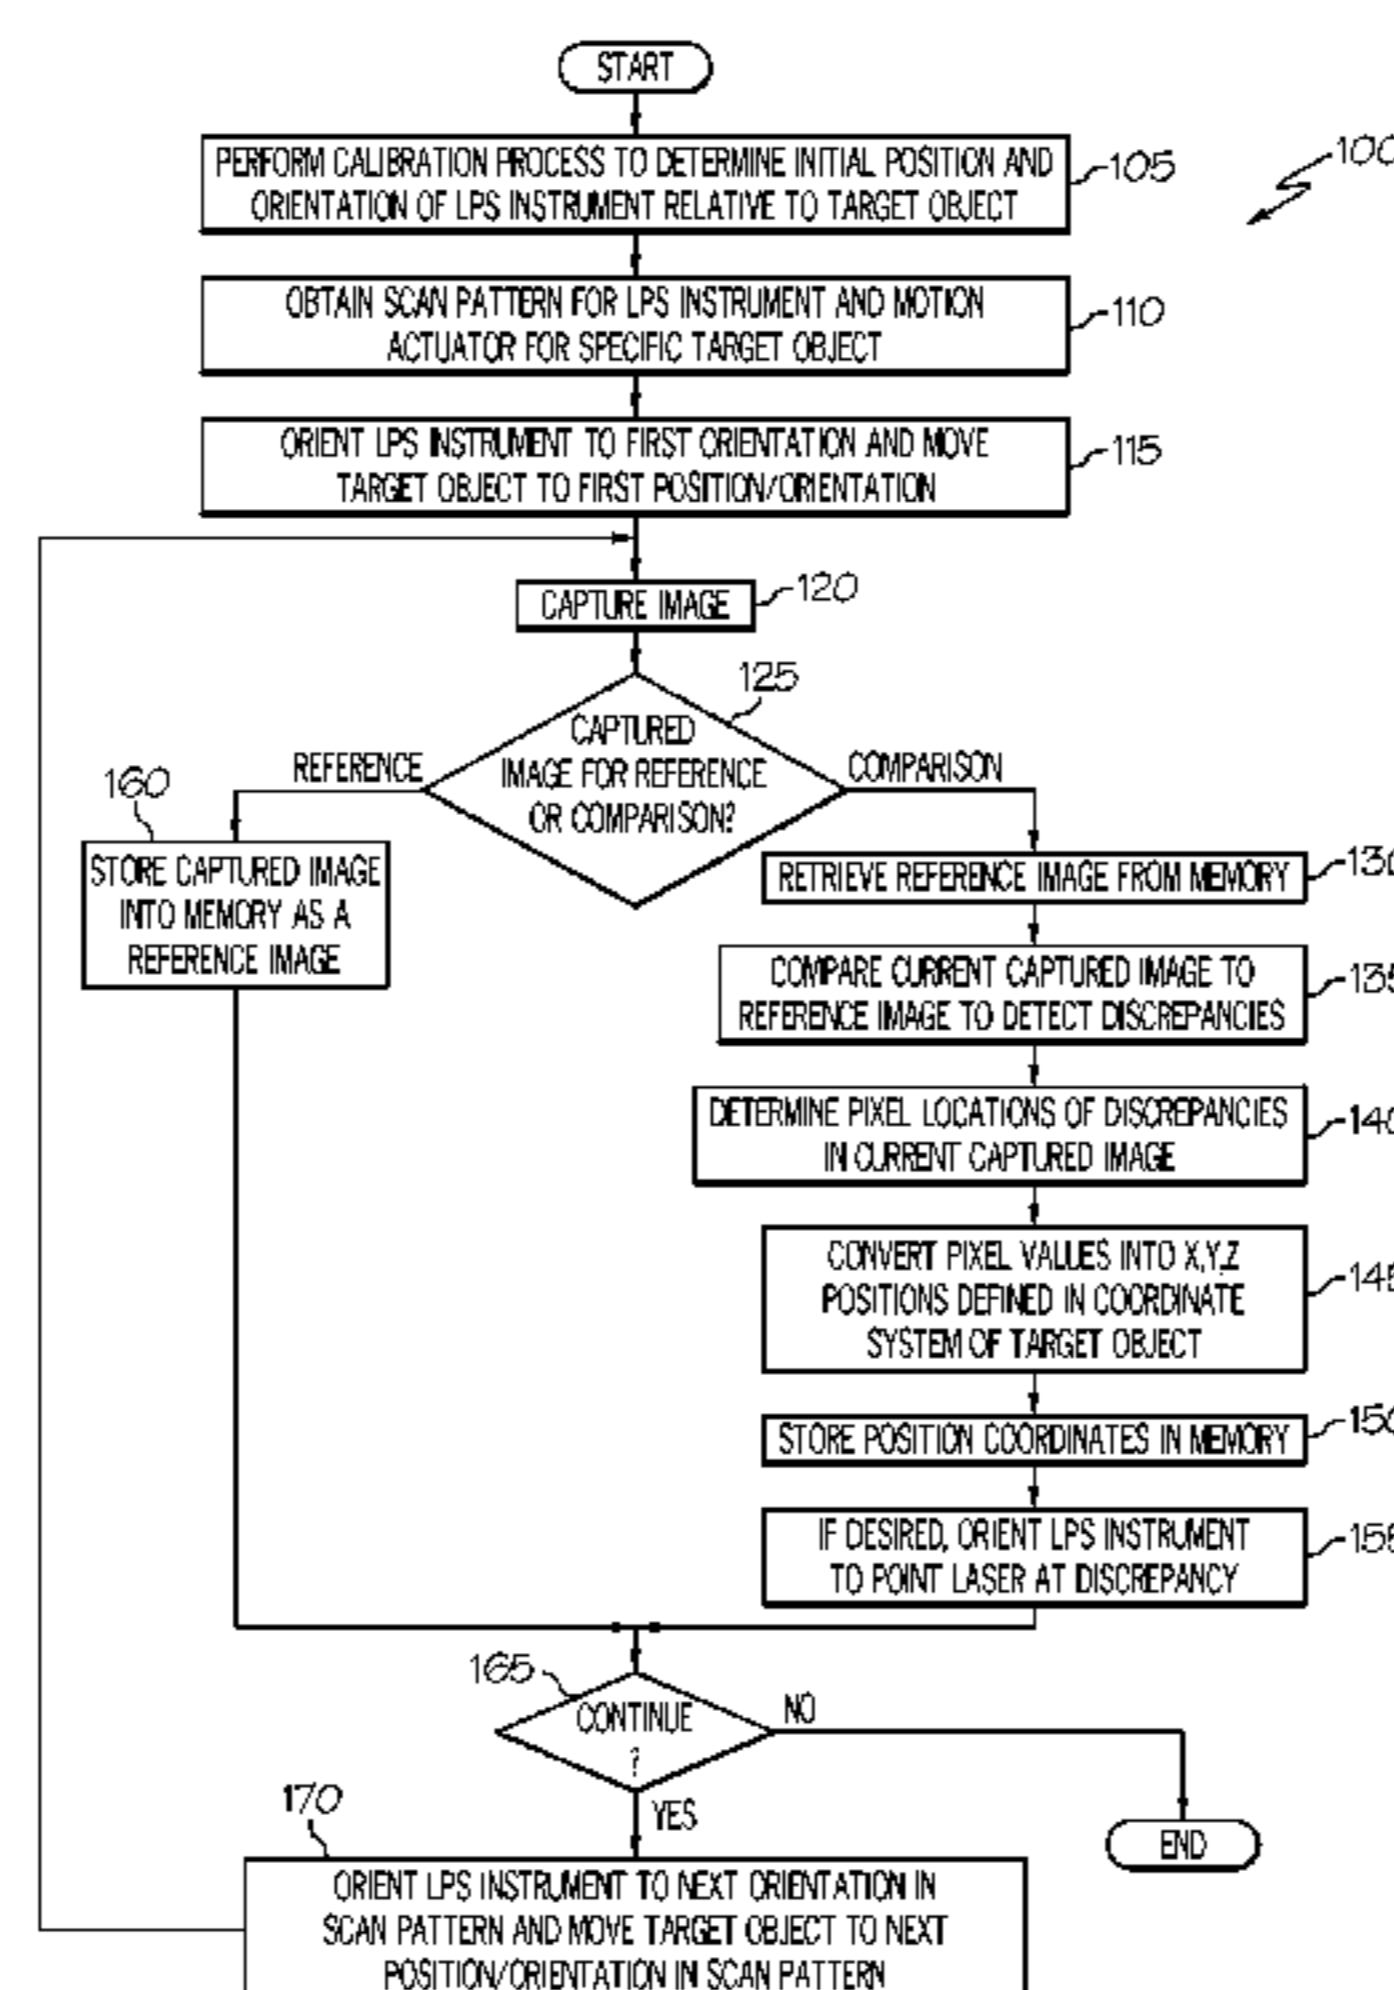 START
PERFORM CALIBRATION PROCESS TO DETERMINE INITIAL POSITION AND
ORIENTATION OF LPS INSTRUMENT RELATIVE TO TARGET OBJECT
105
100
OBTAIN SCAN PATTERN FOR LPS INSTRUMENT AND MOTION
ACTUATOR FOR SPECIFIC TARGET OBJECT
110
ORIENT LPS INSTRUMENT TO FIRST ORIENTATION AND MOVE
TARGET OBJECT TO FIRST POSITION/ORIENTATION
115
CAPTURE IMAGE
120
125
CAPTURED
IMAGE FOR REFERENCE
OR COMPARISON?
REFERENCE
COMPARISON
160
STORE CAPTURED IMAGE
INTO MEMORY AS A
REFERENCE IMAGE
RETRIEVE REFERENCE IMAGE FROM MEMORY
130
COMPARE CURRENT CAPTURED IMAGE TO
REFERENCE IMAGE TO DETECT DISCREPANCIES
135
DETERMINE PIXEL LOCATIONS OF DISCREPANCIES
IN CURRENT CAPTURED IMAGE
140
CONVERT PIXEL VALUES INTO X,Y,Z
POSITIONS DEFINED IN COORDINATE
SYSTEM OF TARGET OBJECT
145
STORE POSITION COORDINATES IN MEMORY
150
IF DESIRED, ORIENT LPS INSTRUMENT
TO POINT LASER AT DISCREPANCY
155
165
CONTINUE
?
NO
YES
END
170
ORIENT LPS INSTRUMENT TO NEXT ORIENTATION IN
SCAN PATTERN AND MOVE TARGET OBJECT TO NEXT
POSITION/ORIENTATION IN SCAN PATTERN